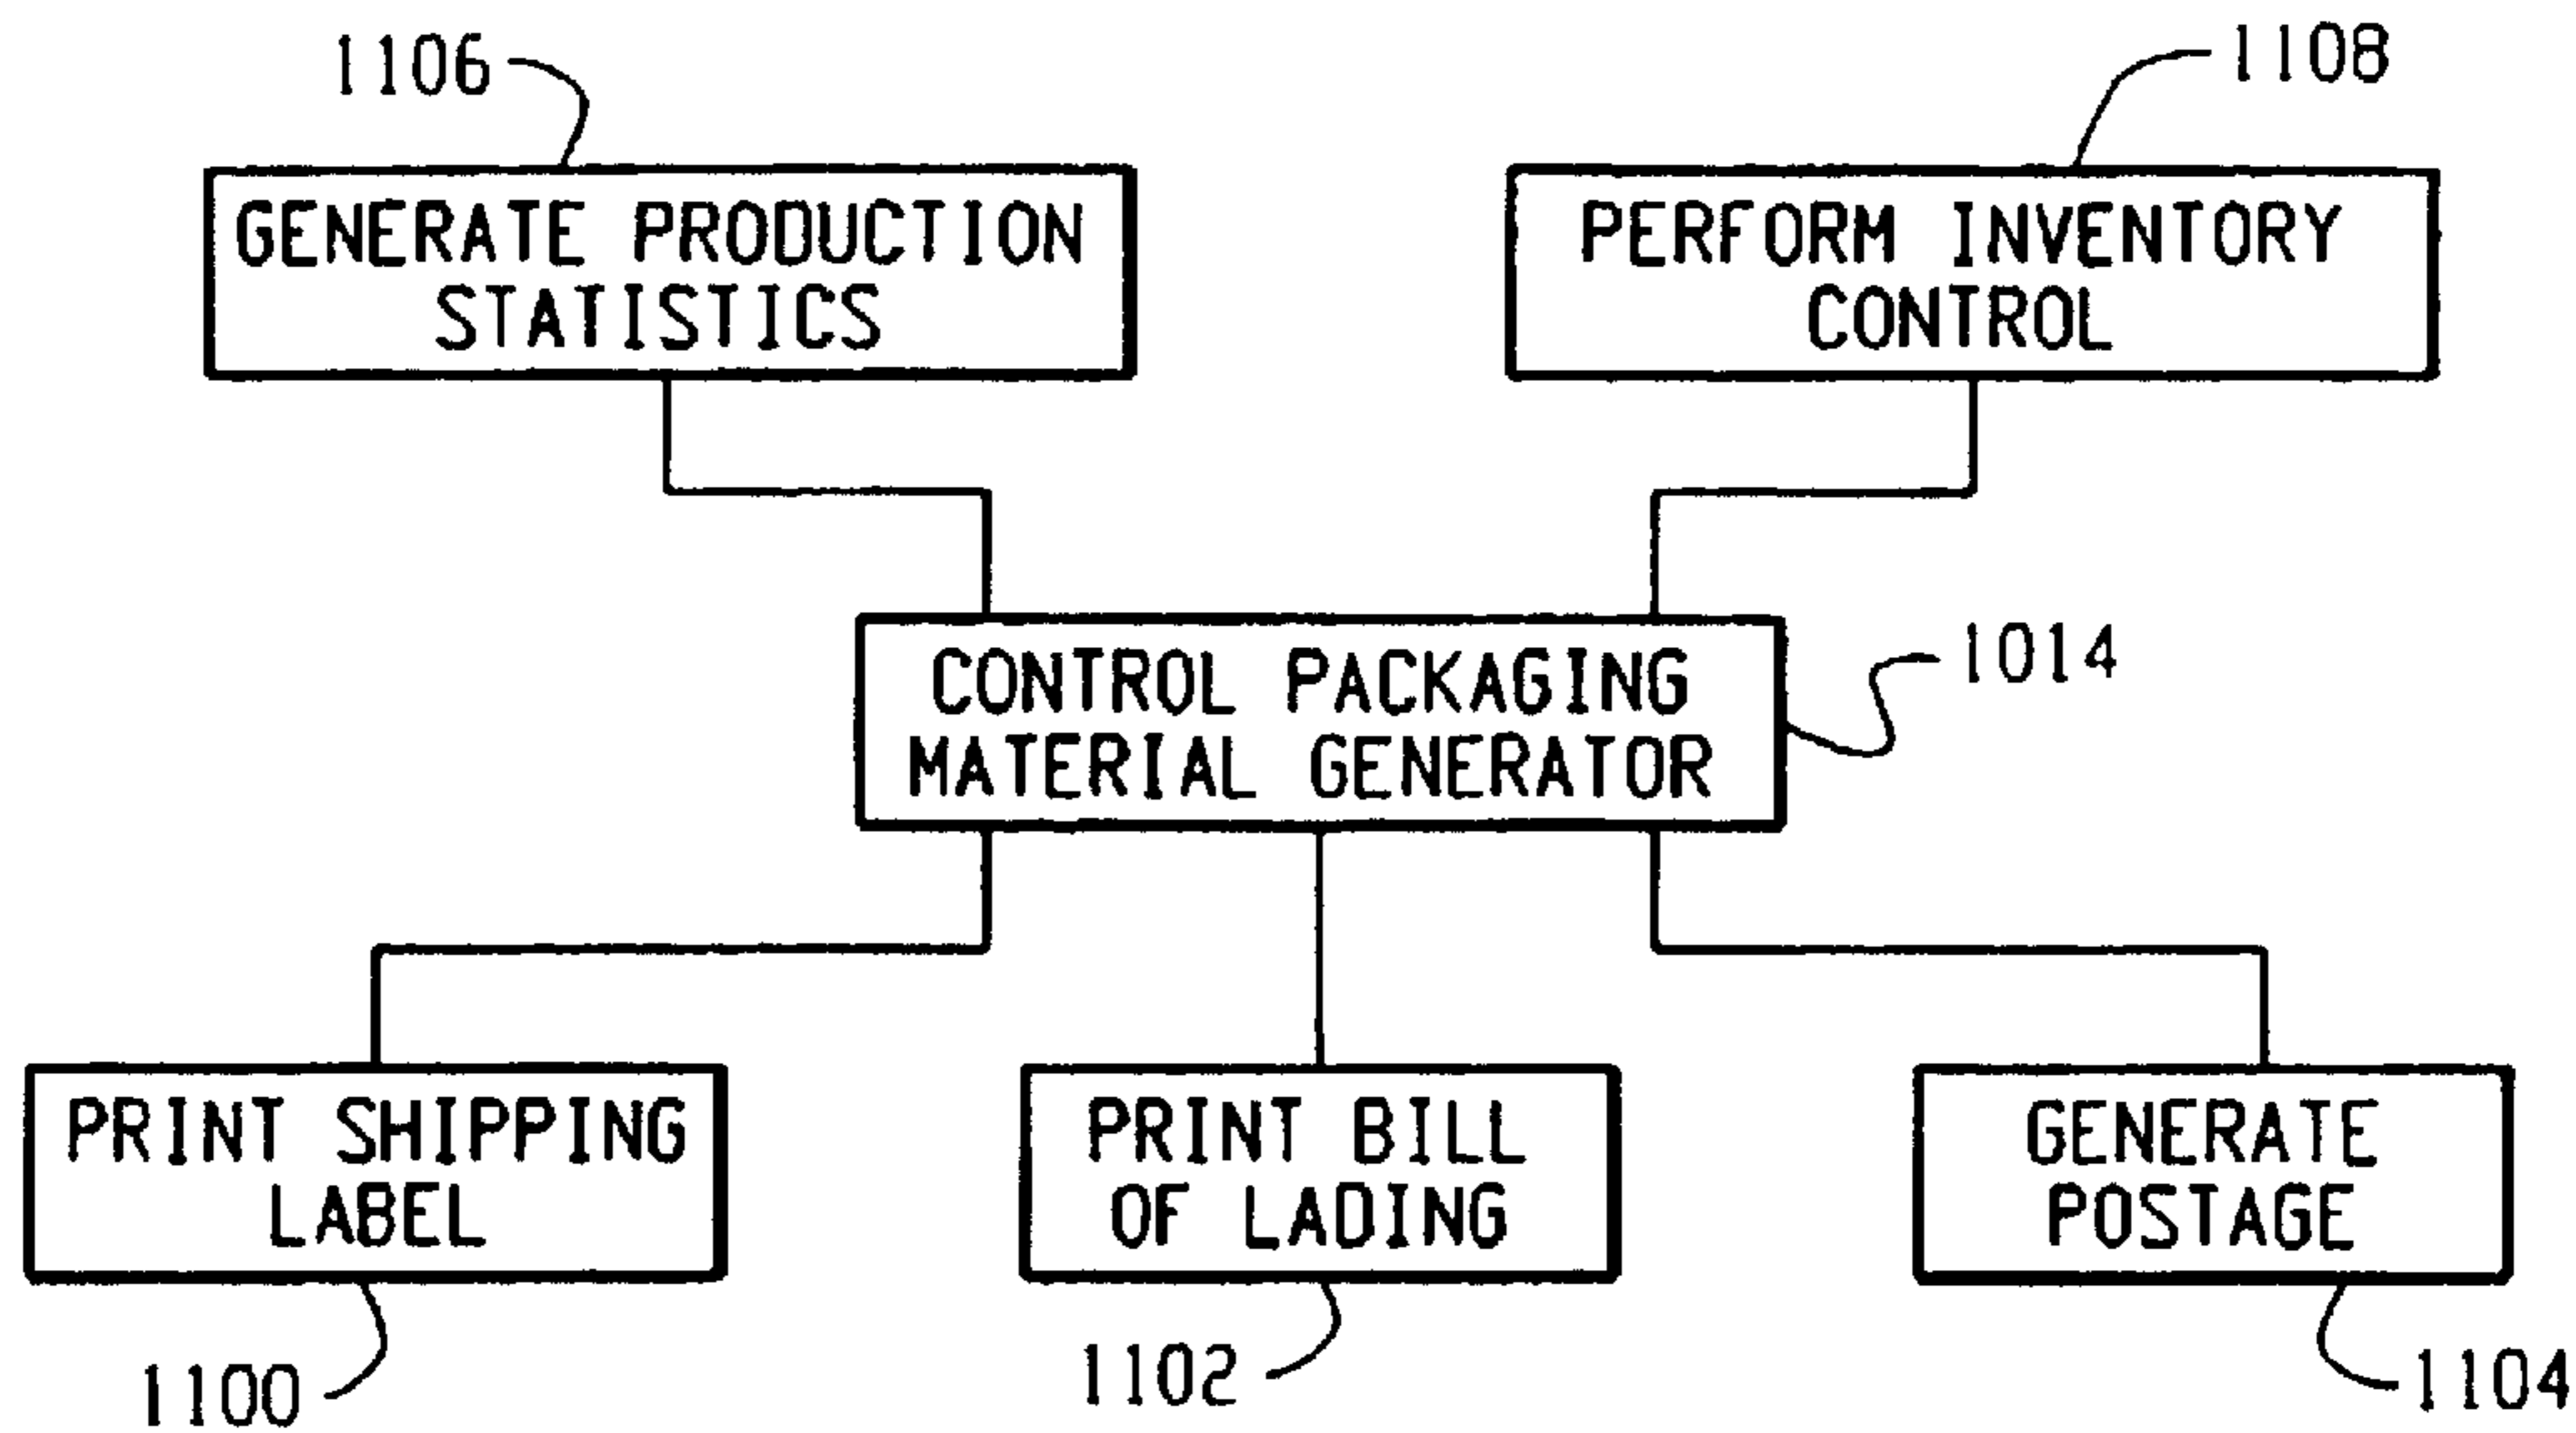 1106
1108
GENERATE PRODUCTION
STATISTICS
PERFORM INVENTORY
CONTROL
CONTROL PACKAGING
MATERIAL GENERATOR
1014
PRINT SHIPPING
LABEL
PRINT BILL
OF LADING
GENERATE
POSTAGE
1100
1102
1104